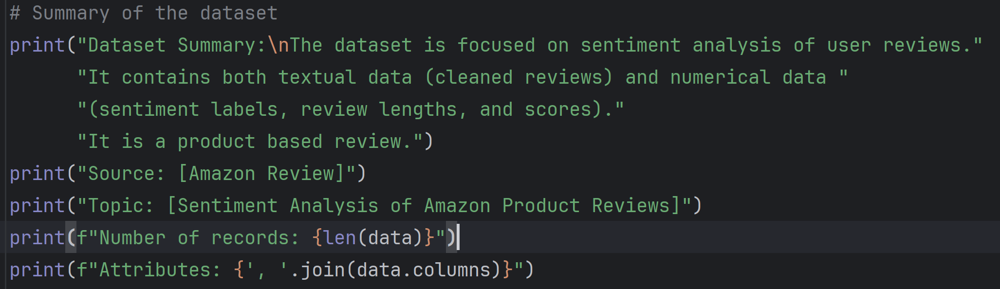 # Summary of the dataset
print("Dataset Summary:\nThe dataset is focused on sentiment analysis of user reviews."
      "It contains both textual data (cleaned reviews) and numerical data "
      "(sentiment labels, review lengths, and scores)."
      "It is a product based review.")
print("Source: [Amazon Review]")
print("Topic: [Sentiment Analysis of Amazon Product Reviews]")
print(f"Number of records: {len(data)}")
print(f"Attributes: {', '.join(data.columns)}")